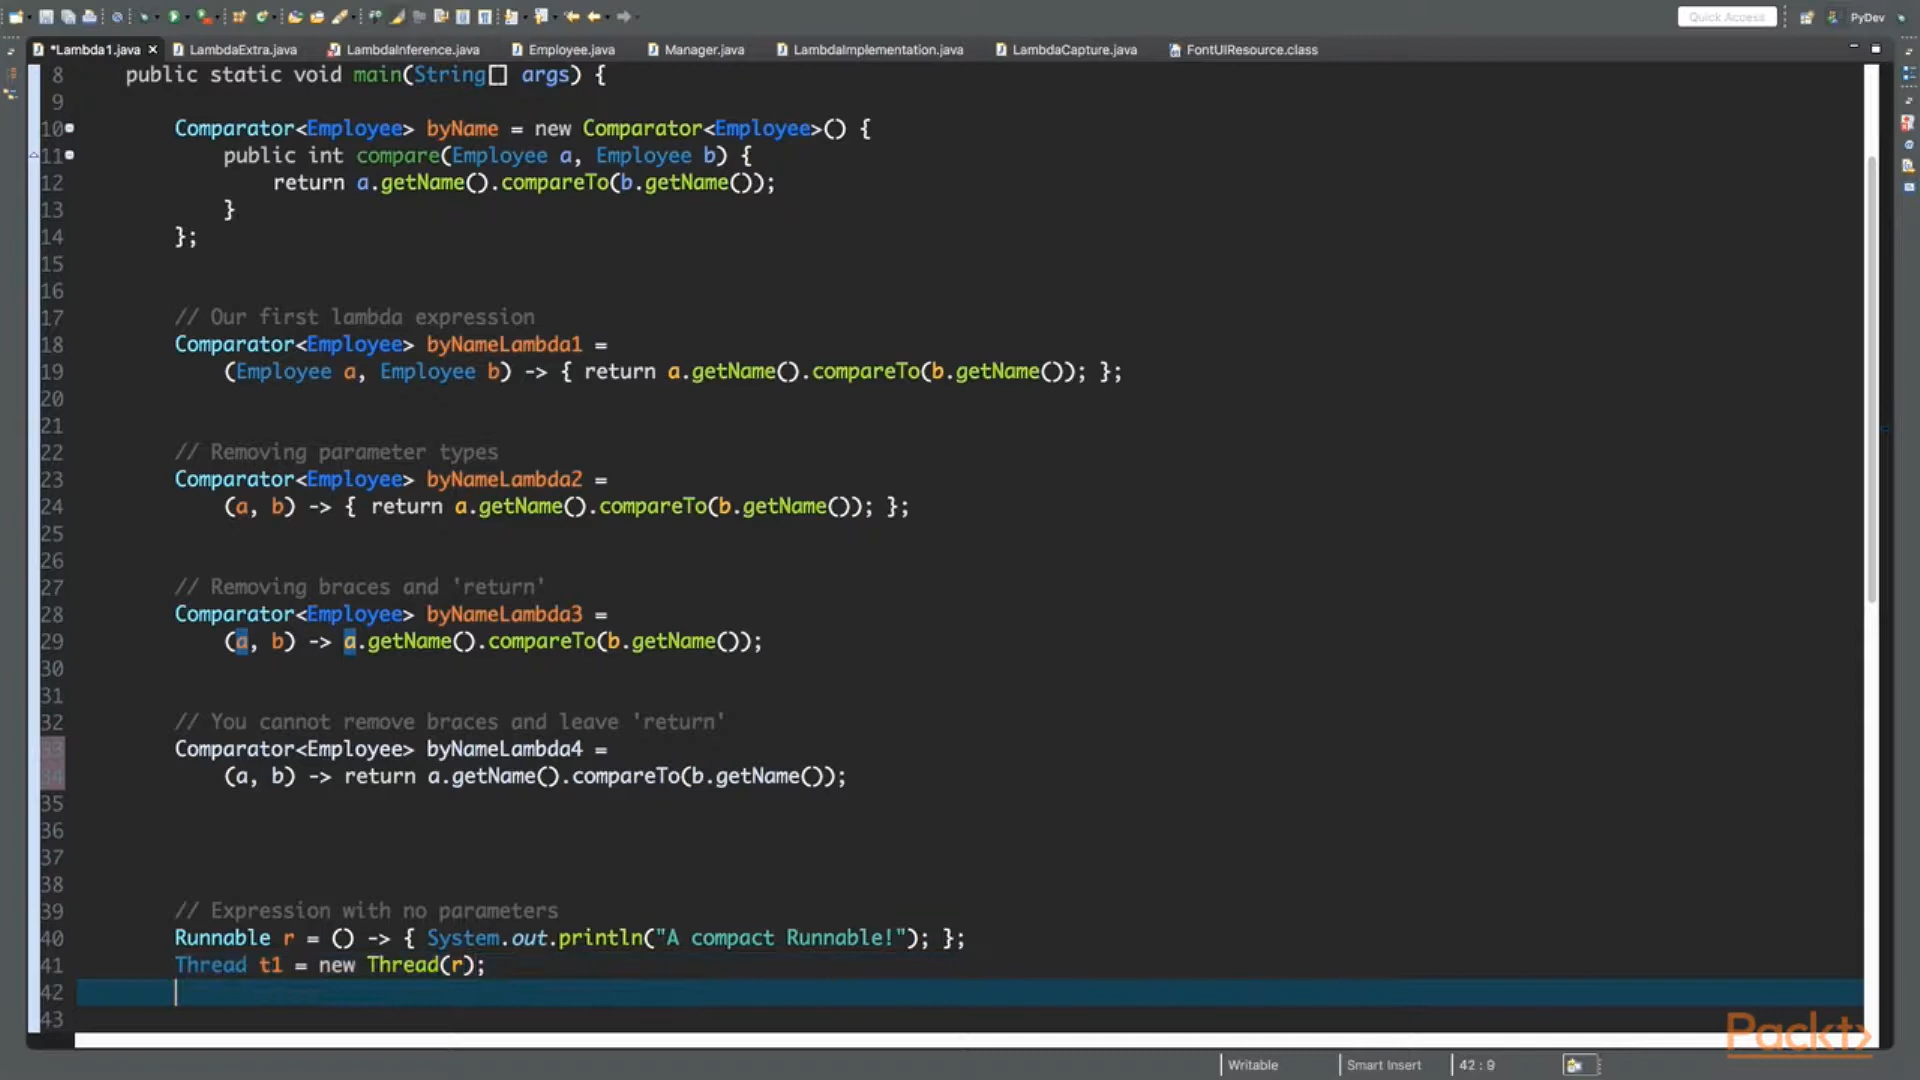 Quick Access
PyDev
*Lambda1.java
LambdaExtra.java
LambdaInference.java
Employee.java
Manager.java
LambdaImplementation.java
LambdaCapture.java
FontUIResource.class
8 public static void main(String[] args) {
9
10 Comparator<Employee> byName = new Comparator<Employee>() {
11 public int compare(Employee a, Employee b) {
12 return a.getName().compareTo(b.getName());
13 }
14 };
15
16
17 // Our first lambda expression
18 Comparator<Employee> byNameLambda1 =
19 (Employee a, Employee b) -> { return a.getName().compareTo(b.getName()); };
20
21
22 // Removing parameter types
23 Comparator<Employee> byNameLambda2 =
24 (a, b) -> { return a.getName().compareTo(b.getName()); };
25
26
27 // Removing braces and 'return'
28 Comparator<Employee> byNameLambda3 =
29 (a, b) -> a.getName().compareTo(b.getName());
30
31
32 // You cannot remove braces and leave 'return'
33 Comparator<Employee> byNameLambda4 =
34 (a, b) -> return a.getName().compareTo(b.getName());
35
36
37
38
39 // Expression with no parameters
40 Runnable r = () -> { System.out.println("A compact Runnable!"); };
41 Thread t1 = new Thread(r);
42
43
Packt>
Writable
Smart Insert
42 : 9